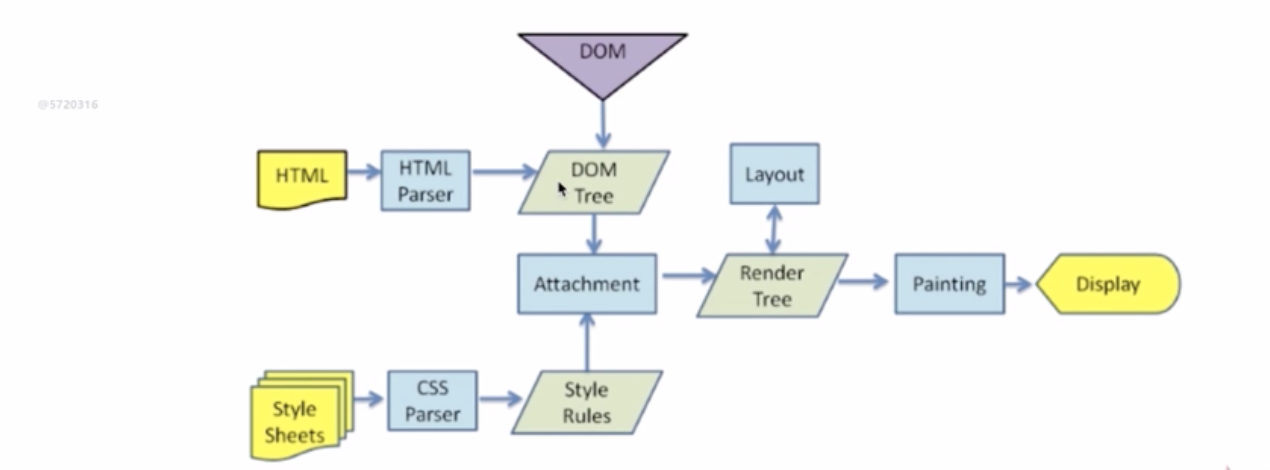 DOM
@5720316
HTML
HTML
Parser
DOM
Tree
Layout
Attachment
Render
Tree
Painting
Display
Style
Sheets
CSS
Parser
Style
Rules